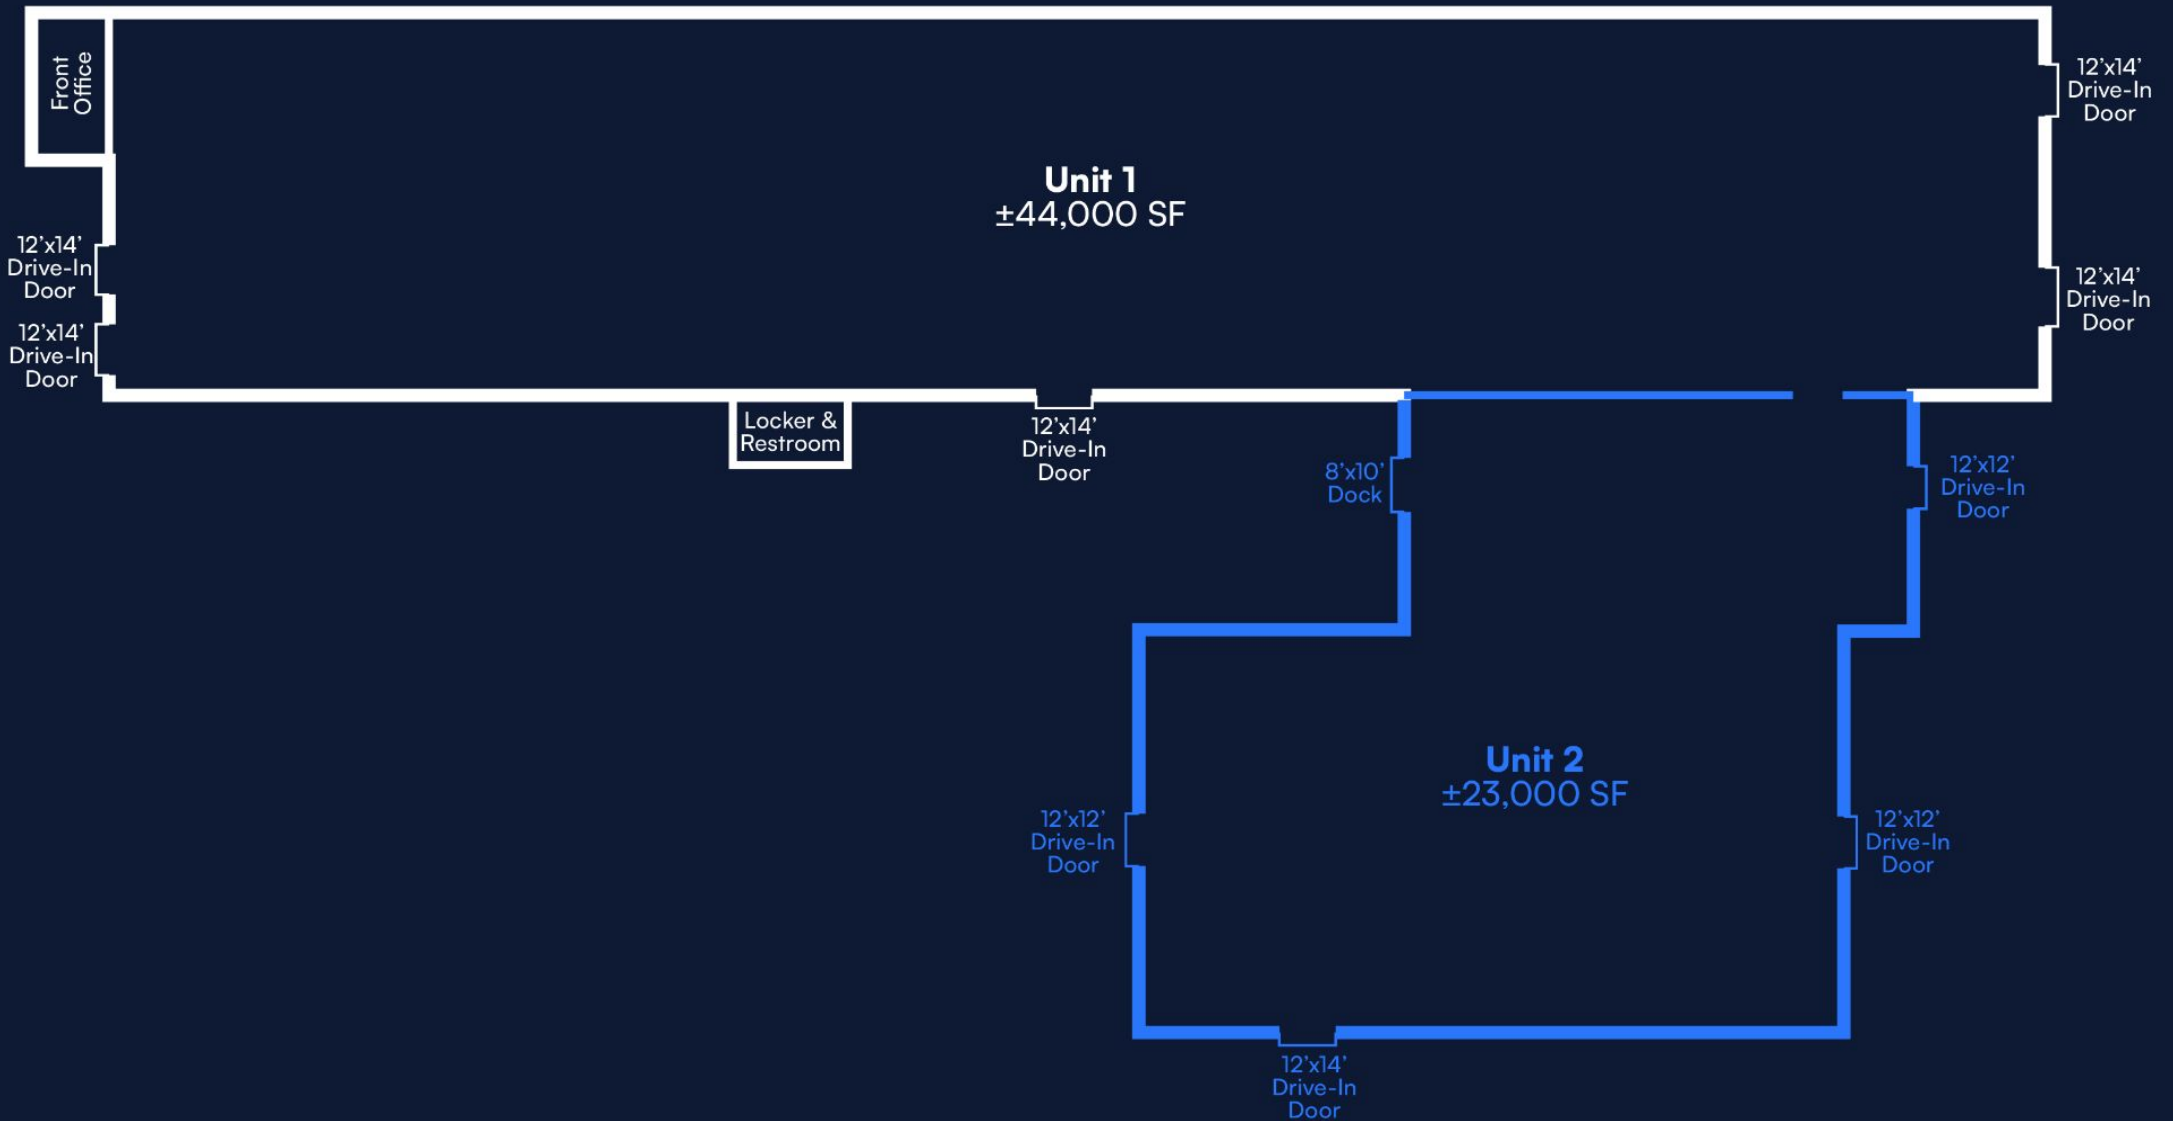 Front
Office
12’x14’
Drive-In
Door
Unit 1
±44,000 SF
12’x14’
Drive-In
Door
12’x14’
Drive-In
Door
12’x14’
Drive-In
Door
Locker &
Restroom
12’x14’
Drive-In
Door
8’x10’
Dock
12’x12’
Drive-In
Door
Unit 2
±23,000 SF
12’x12’
Drive-In
Door
12’x12’
Drive-In
Door
12’x14’
Drive-In
Door